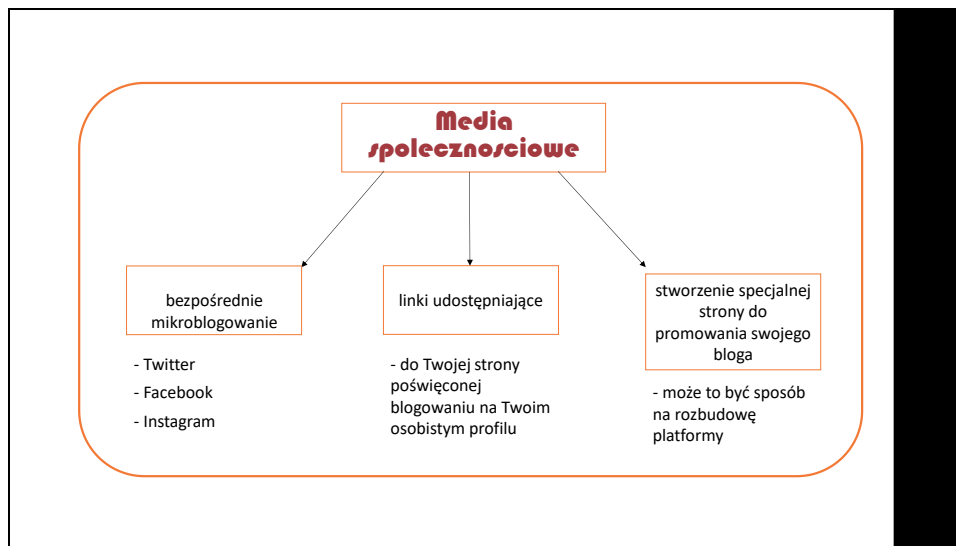 Media
spolecznosciowe
bezpośrednie
mikroblogowanie
- Twitter
- Facebook
- Instagram
linki udostępniające
- do Twojej strony
poświęconej
blogowaniu na Twoim
osobistym profilu
stworzenie specjalnej
strony do
promowania swojego
bloga
- może to być sposób
na rozbudowę
platformy